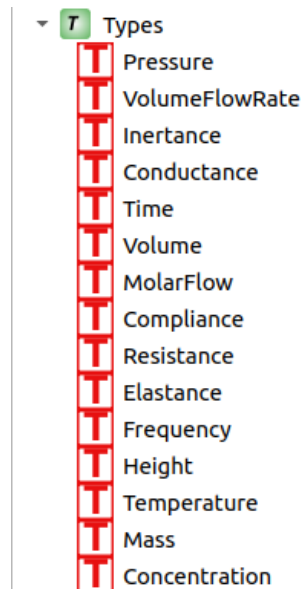 T Types
T Pressure
T VolumeFlowRate
T Inertance
T Conductance
T Time
T Volume
T MolarFlow
T Compliance
T Resistance
T Elastance
T Frequency
T Height
T Temperature
T Mass
T Concentration